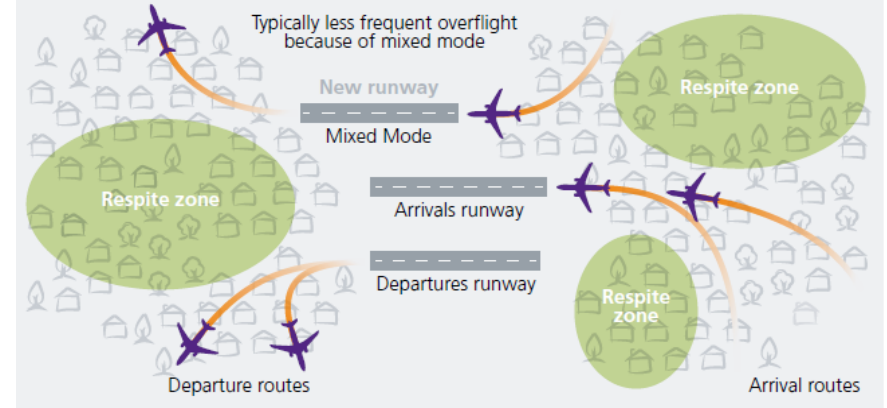 Typically less frequent overflight
because of mixed mode
New runway
Mixed Mode
Respite zone
Respite zone
Arrivals runway
Departures runway
Respite
zone
Departure routes
Arrival routes